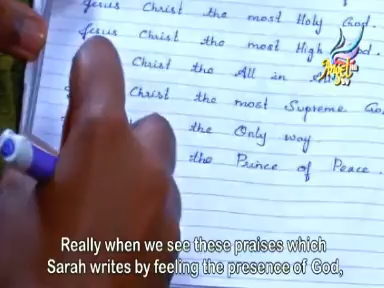 Jesus Christ the most Holy God.
Jesus Christ the most High God.
Christ the All in
Christ the most Supreme Go
the Only way
the Prince of Peace.
Angel
Really when we see these praises which
Sarah writes by feeling the presence of God,